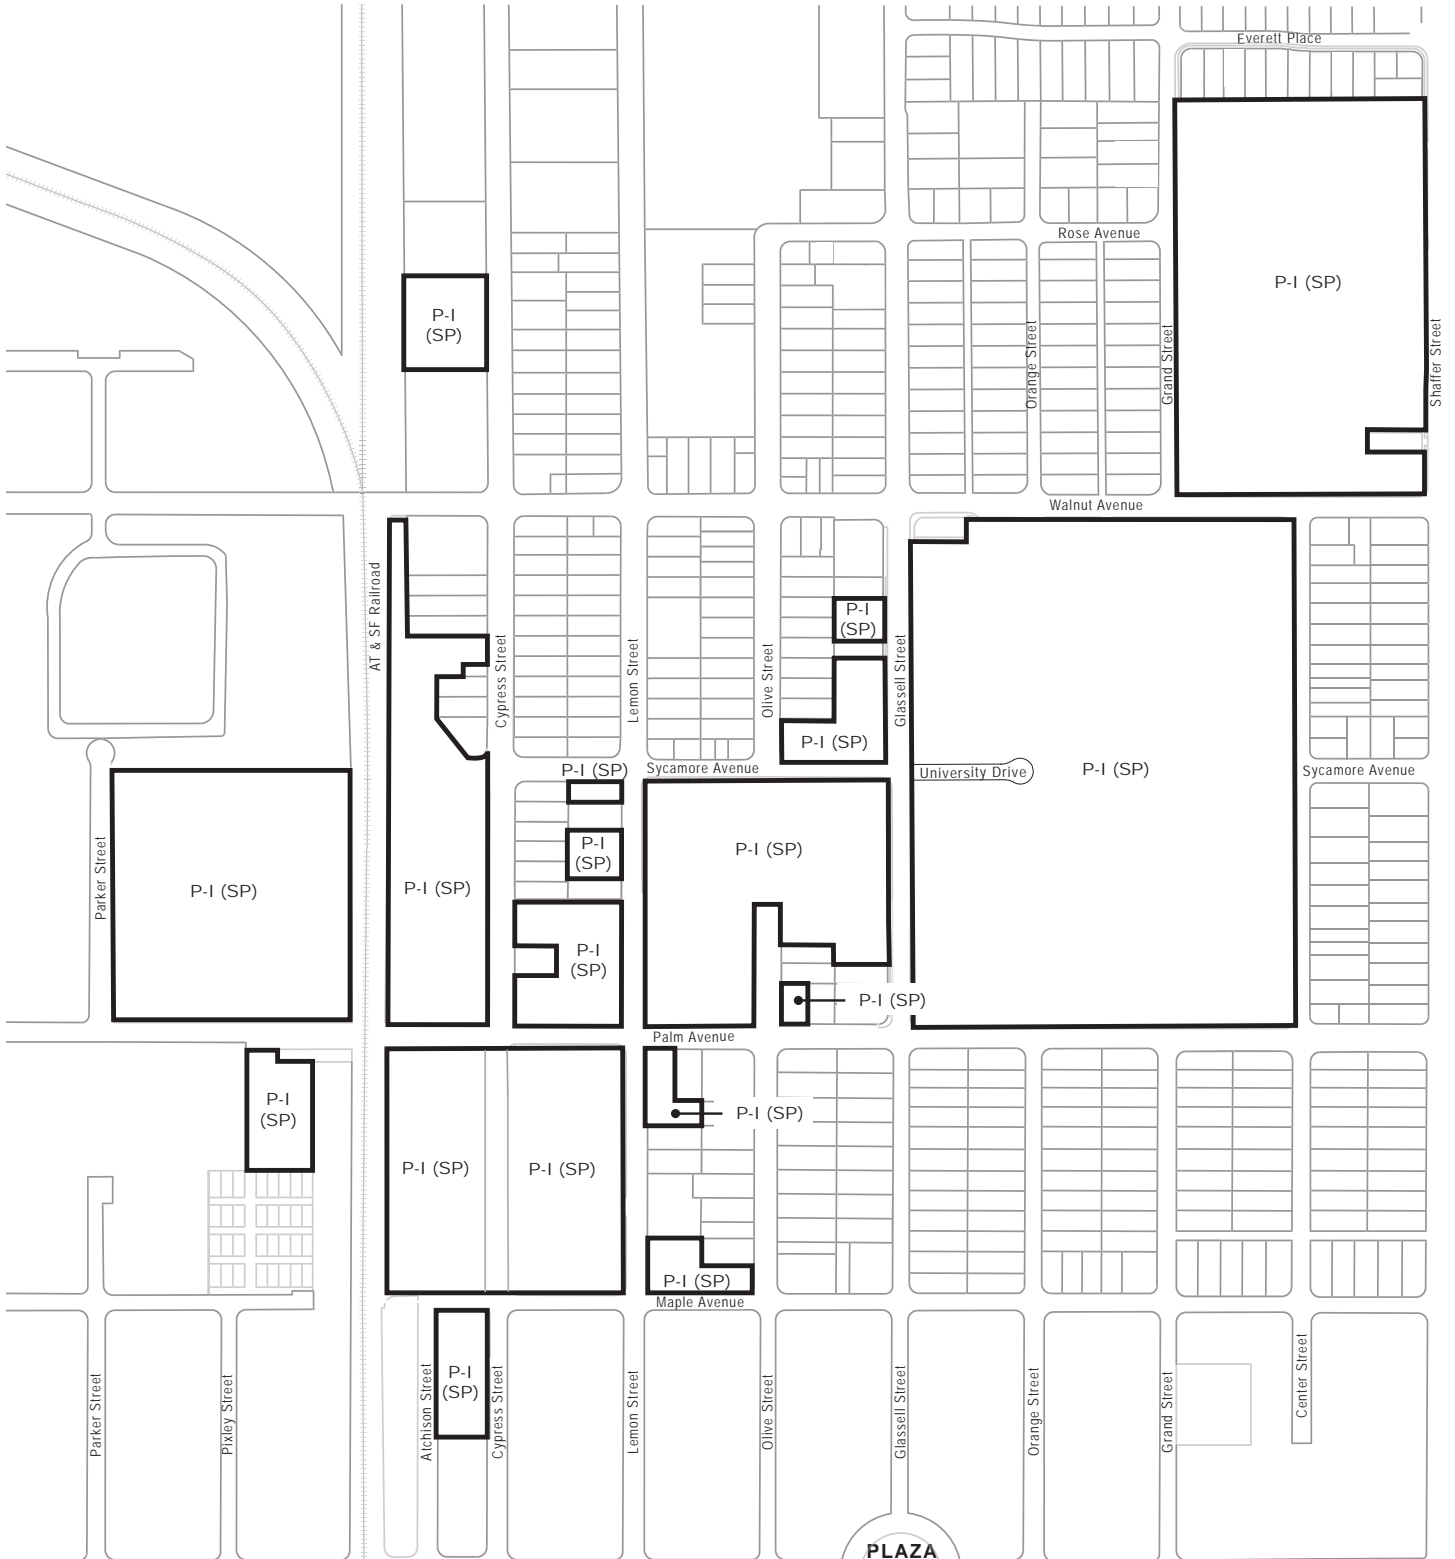 Everett Place
Rose Avenue
P-I (SP)
P-I
(SP)
Orange Street
Grand Street
Shaffer Street
Walnut Avenue
AT & SF Railroad
Cypress Street
Lemon Street
Olive Street
P-I
(SP)
Glassell Street
P-I (SP)
P-I (SP)
Sycamore Avenue
University Drive
P-I (SP)
Sycamore Avenue
Parker Street
P-I (SP)
P-I (SP)
P-I
(SP)
P-I (SP)
P-I
(SP)
P-I (SP)
Palm Avenue
P-I
(SP)
P-I (SP)
P-I (SP)
P-I (SP)
P-I (SP)
Maple Avenue
Parker Street
Pixley Street
Atchison Street
P-I
(SP)
Cypress Street
Lemon Street
Olive Street
Glassell Street
Orange Street
Grand Street
Center Street
PLAZA